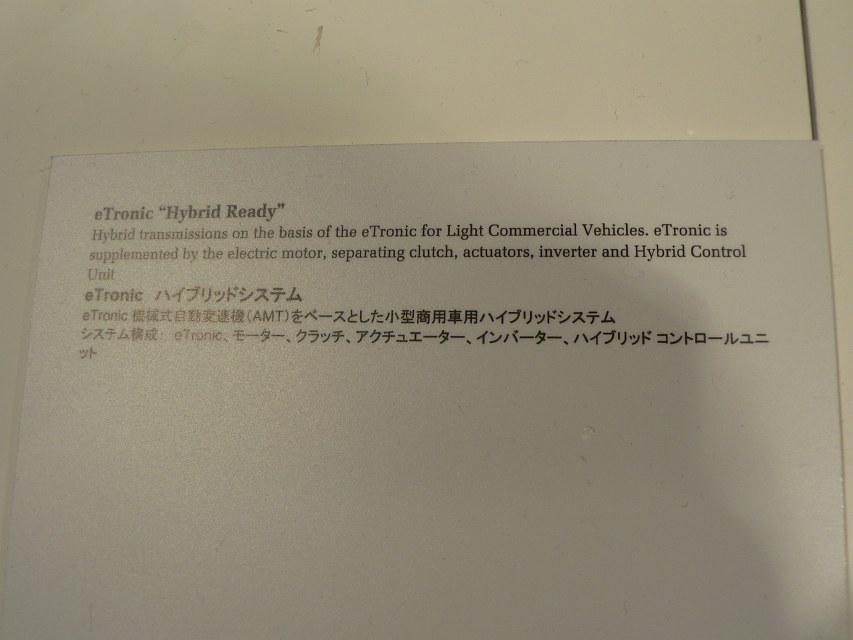 eTronic “Hybrid Ready”
Hybrid transmissions on the basis of the eTronic for Light Commercial Vehicles. eTronic is
supplemented by the electric motor, separating clutch, actuators, inverter and Hybrid Control
Unit
eTronic ハイブリッドシステム
eTronic 機械式自動変速機(AMT)をベースとした小型商用車用ハイブリッドシステム
システム構成: eTronic、モーター、クラッチ、アクチュエーター、インバーター、ハイブリッド コントロールユニ
ット